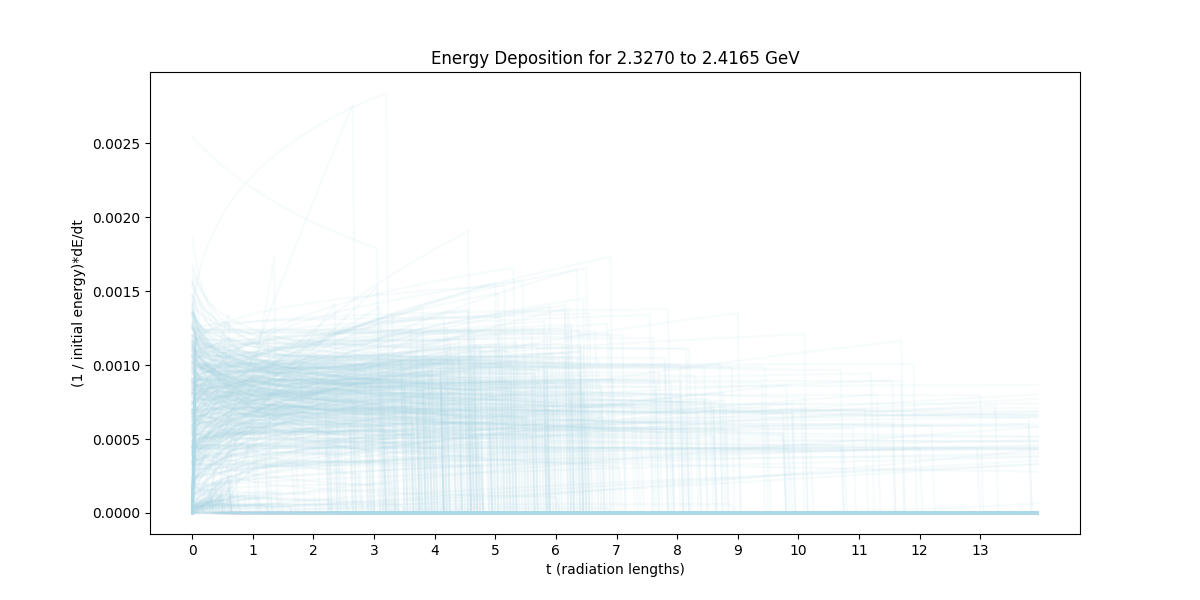 Energy Deposition for 2.3270 to 2.4165 GeV
(1 / initial energy)*dE/dt
0.0025
0.0020
0.0015
0.0010
0.0005
0.0000
0 1 2 3 4 5 6 7 8 9 10 11 12 13
t (radiation lengths)